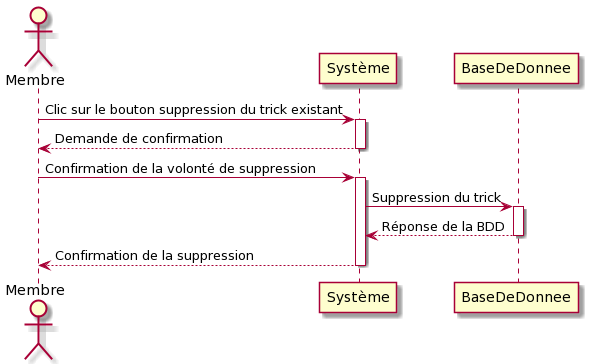 Membre
Système
BaseDeDonnee
Clic sur le bouton suppression du trick existant
Demande de confirmation
Confirmation de la volonté de suppression
Suppression du trick
Réponse de la BDD
Confirmation de la suppression
Membre
Système
BaseDeDonnee